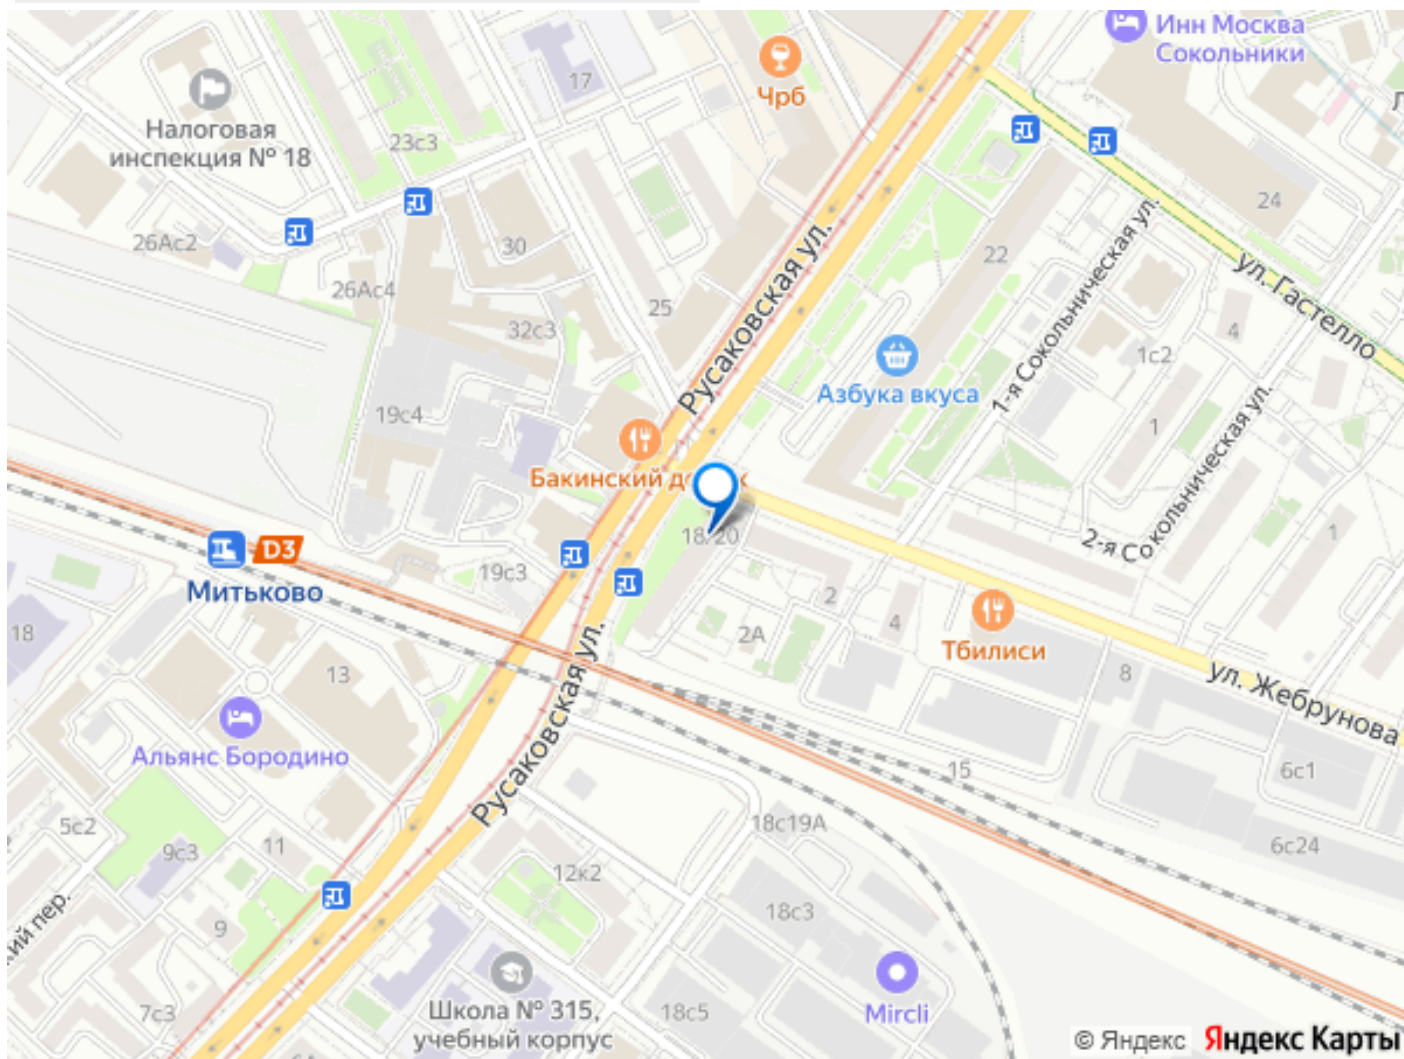 Инн Москва
Сокольники
Чрб
17
Налоговая
инспекция № 18
23с3
24
26Ас2
30
22
ул. Гастелло
26Ас4
25
32с3
Русаковская ул.
1-я Сокольническая ул.
4
1с2
Азбука вкуса
19с4
1
2-я Сокольническая ул.
1
Бакинский
18/20
D3
Митьково
19с3
18
2
4
2А
Тбилиси
8
ул. Жебрунова
13
Русаковская ул.
Альянс Бородино
15
6с1
5с2
9с3
11
18с19А
6с24
12к2
18с3
9
7с3
Школа № 315,
учебный корпус
18с5
Mircli
© Яндекс Яндекс Карты